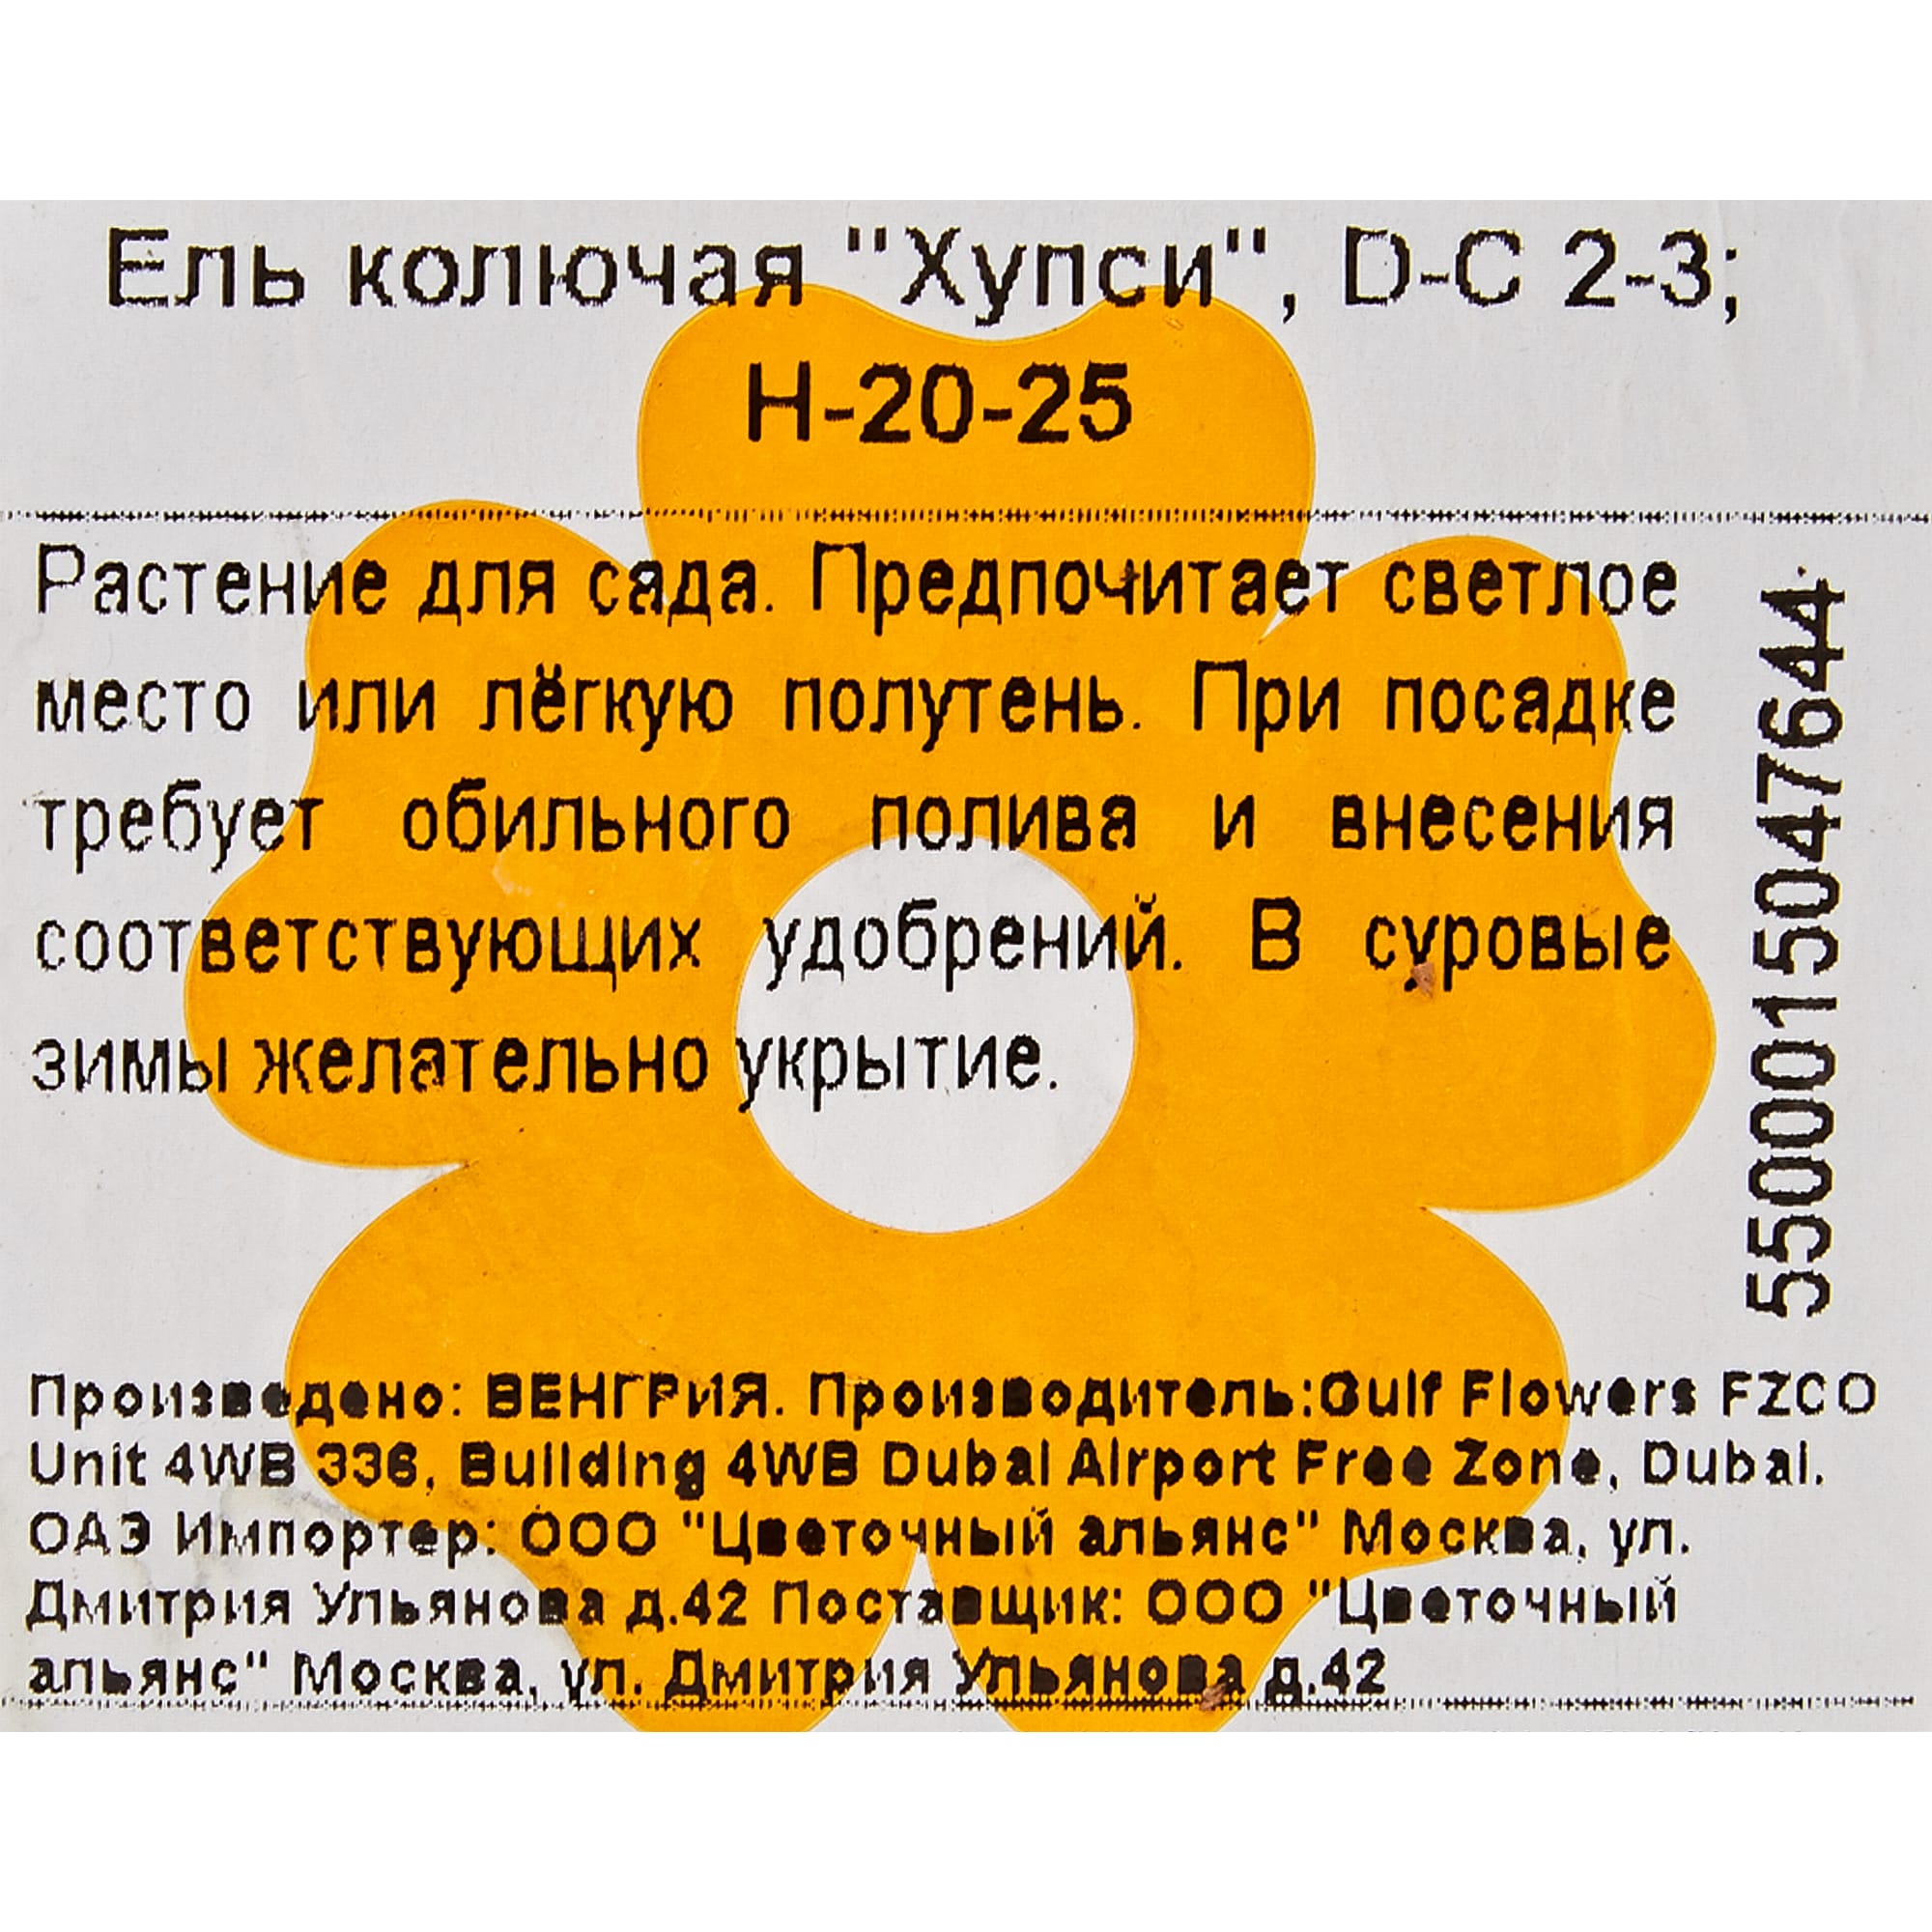 Ель колючая "Хупси", D-C 2-3;
H-20-25
Растение для сада. Предпочитает светлое
место или лёгкую полутень. При посадке
требует обильного полива и внесения
соответствующих удобрений. В суровые
зимы желательно укрытие.
5500015047644
Произведено: ВЕНГРИЯ. Производитель:Gulf Flowers FZCO
Unit 4WB 336, Building 4WB Dubai Airport Free Zone, Dubai.
ОАЭ Импортер: ООО "Цветочный альянс" Москва, ул.
Дмитрия Ульянова д.42 Поставщик: ООО "Цветочный
альянс" Москва, ул. Дмитрия Ульянова д.42